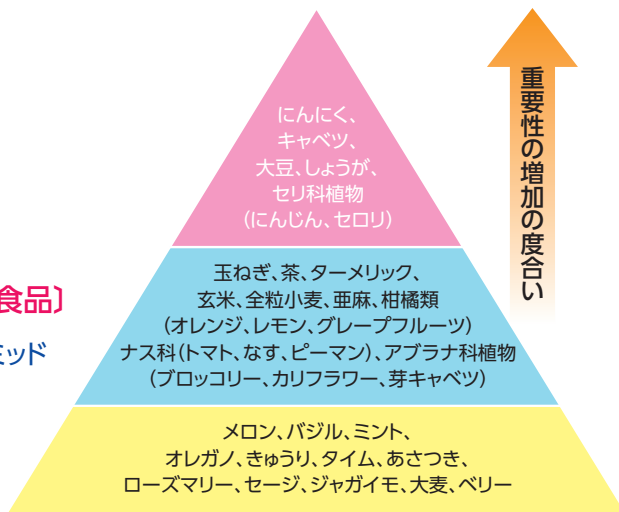 にんにく、
キャベツ、
大豆、しょうが、
セリ科植物
(にんじん、セロリ)
重要性の増加の度合い
食品〕
ミッド
玉ねぎ、茶、ターメリック、
玄米、全粒小麦、亜麻、柑橘類
(オレンジ、レモン、グレープフルーツ)
ナス科(トマト、なす、ピーマン)、アブラナ科植物
(ブロッコリー、カリフラワー、芽キャベツ)
メロン、バジル、ミント、
オレガノ、きゅうり、タイム、あさつき、
ローズマリー、セージ、ジャガイモ、大麦、ベリー